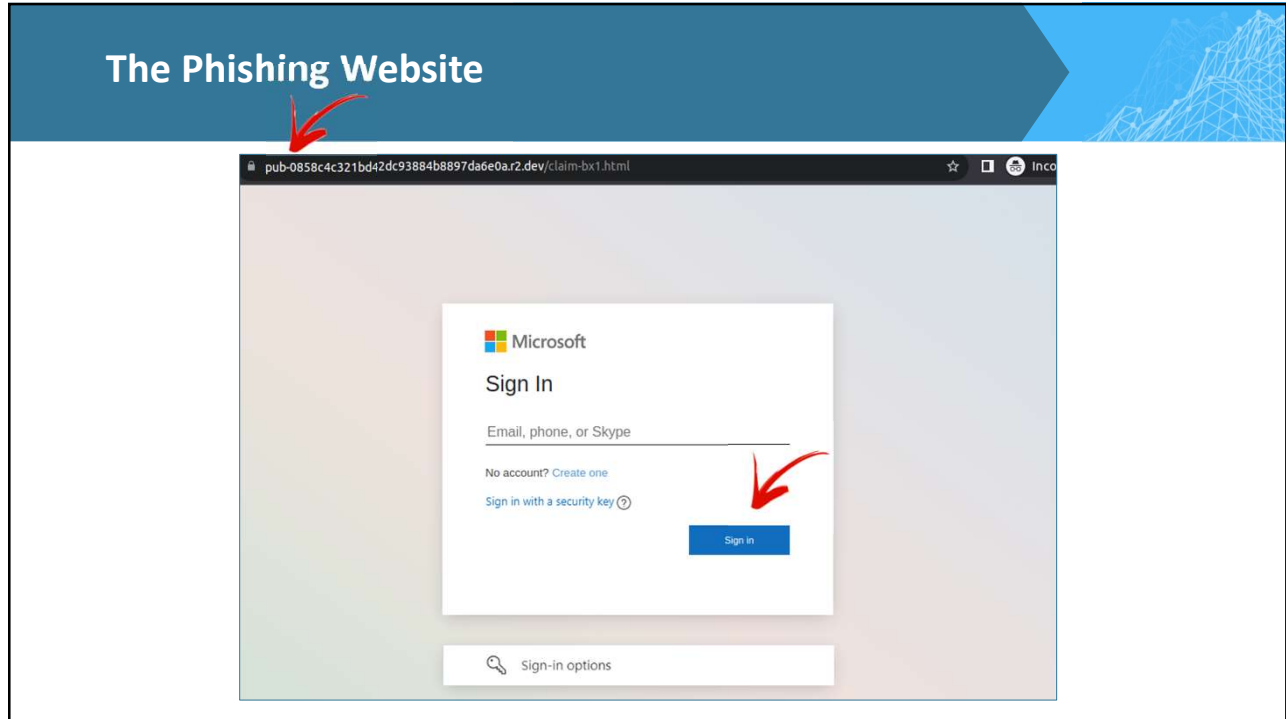 The Phishing Website
pub-0858c4c321bd42dc93884b8897da6e0a.r2.dev/claim-bx1.html
Inco
Microsoft
Sign In
Email, phone, or Skype
No account? Create one
Sign in with a security key ?
Sign in
Sign-in options